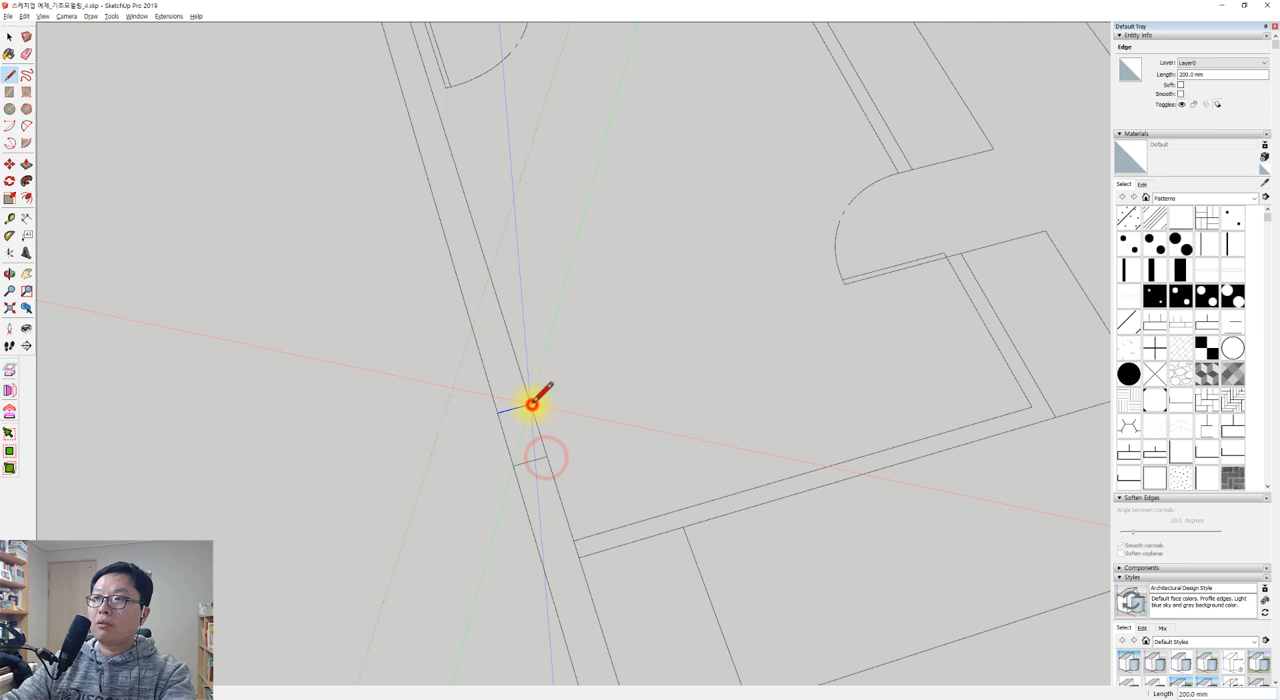 스케치업 예제_기조모델링_4.skp - SketchUp Pro 2019
File Edit View Camera Draw Tools Window Extensions Help
Default Tray
Entity Info
Edge
Layer: Layer0
Length: 200.0 mm
Soft:
Smooth:
Toggles:
Materials
Default
Select Edit
Patterns
Soften Edges
Angle between normals:
20.0 degrees
Smooth normals
Soften coplanar
Components
Styles
Architectural Design Style
Default face colors. Profile edges. Light
blue sky and gray background color.
Select Edit Mix
Default Styles
Length 200.0 mm